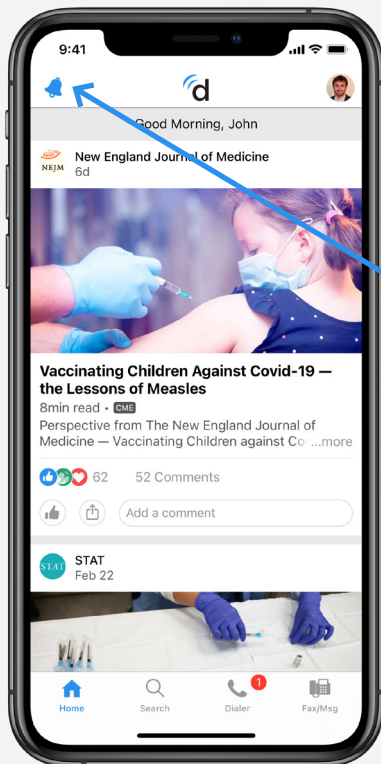 9:41
d
Good Morning, John
NEJM
New England Journal of Medicine
6d
Vaccinating Children Against Covid-19 —
the Lessons of Measles
8min read • CME
Perspective from The New England Journal of
Medicine — Vaccinating Children against Co ...more
62 52 Comments
Add a comment
STAT
STAT
Feb 22
1
Home Search Dialer Fax/Msg